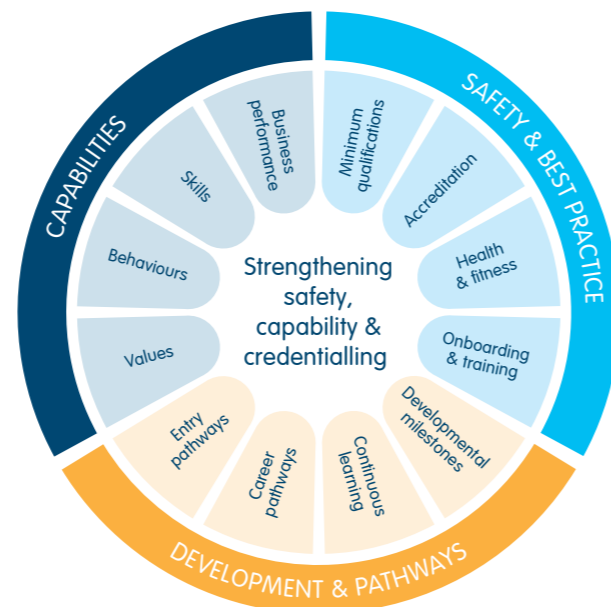 CAPABILITIES
SAFETY & BEST PRACTICE
DEVELOPMENT & PATHWAYS
Strengthening
safety,
capability &
credentialling
Business
performance
Skills
Behaviours
Values
Minimum
qualifications
Accreditation
Health
& fitness
Onboarding
& training
Developmental
milestones
Continuous
learning
Career
pathways
Entry
pathways